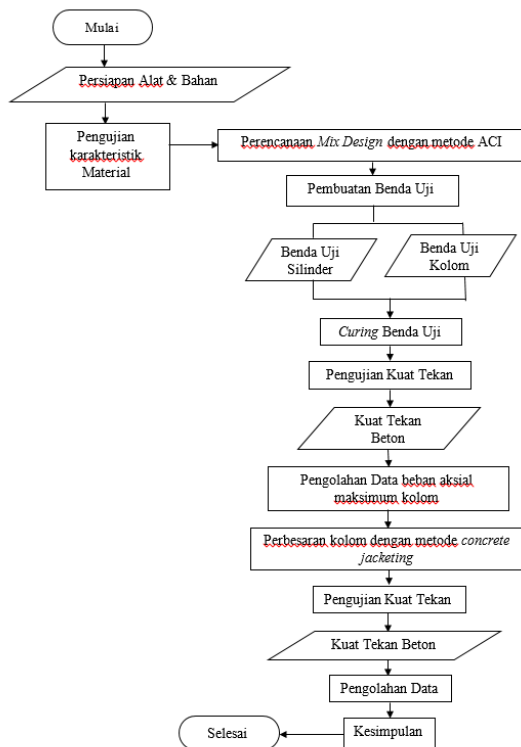 Mulai
Persiapan Alat & Bahan
Pengujian
karakteristik
Material
Perencanaan Mix Design dengan metode ACI
Pembuatan Benda Uji
Benda Uji
Silinder
Benda Uji
Kolom
Curing Benda Uji
Pengujian Kuat Tekan
Kuat Tekan
Beton
Pengolahan Data beban aksial
maksimum kolom
Perbesaran kolom dengan metode concrete
jacketing
Pengujian Kuat Tekan
Kuat Tekan Beton
Pengolahan Data
Kesimpulan
Selesai